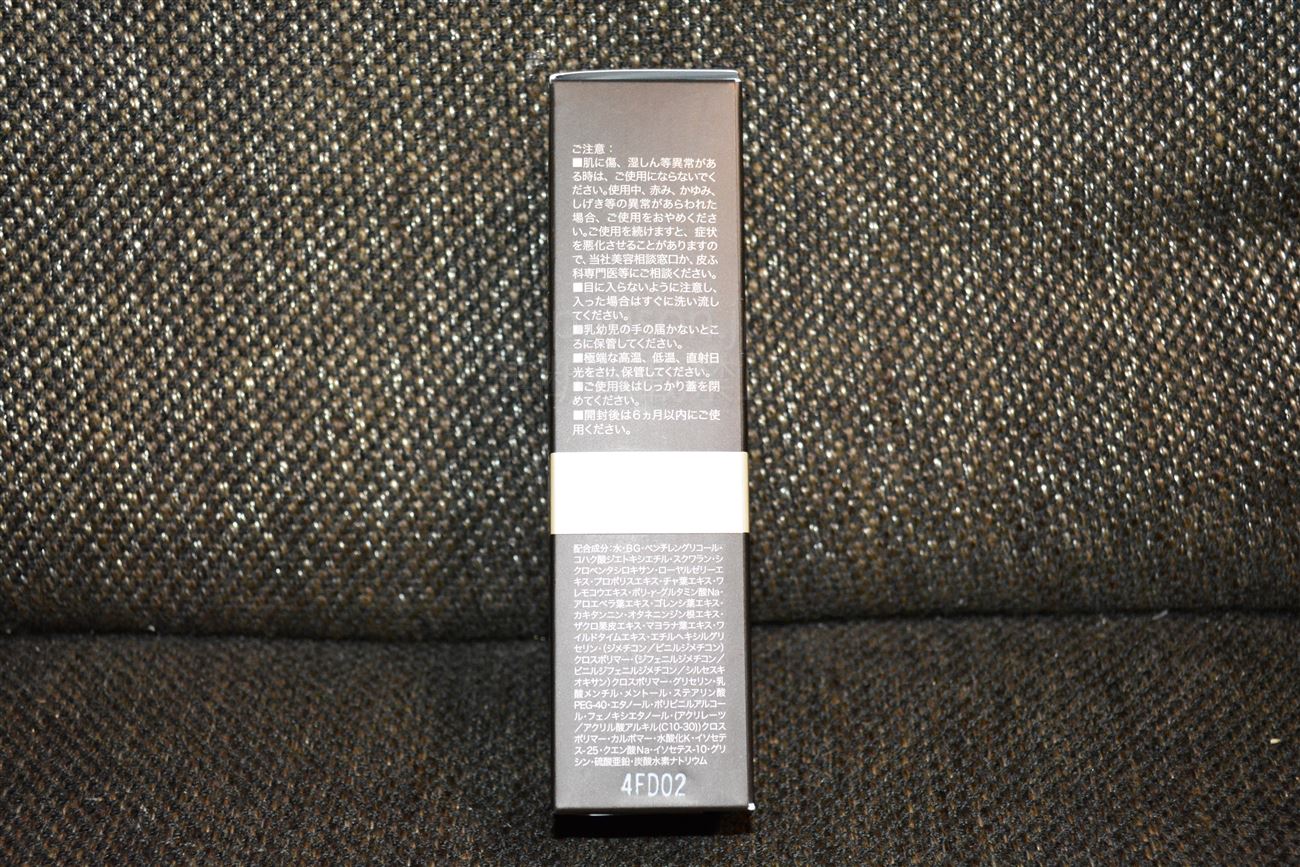 ご注意：
■肌に傷、湿しん等異常があ
る時は、ご使用にならないでく
ださい。使用中、赤み、かゆみ、
しげき等の異常があらわれた
場合、ご使用をおやめくださ
い。ご使用を続けますと、症状
を悪化させることがありますの
で、当社美容相談窓口か、皮ふ
科専門医等にご相談ください。
■目に入らないように注意し、
入った場合はすぐに洗い流し
てください。
■乳幼児の手の届かないとこ
ろに保管してください。
■極端な高温、低温、直射日
光をさけ、保管してください。
■ご使用後はしっかり蓋を閉
めてください。
■開封後は6ヵ月以内にご使
用ください。
配合成分：水・BG・ペンチレングリコール・
コハク酸ジエトキシエチル・スクワラン・シ
クロペンタシロキサン・ローヤルゼリーエ
キス・プロポリスエキス・チャ葉エキス・ワ
レモコウエキス・ポリ-γ-グルタミン酸Na・
アロエベラ葉エキス・ゴレンシ葉エキス・
カキタンニン・オタネニンジン根エキス・
ザクロ果皮エキス・マヨラナ葉エキス・ワ
イルドタイムエキス・エチルヘキシルグリ
セリン・（ジメチコン／ビニルジメチコン）
クロスポリマー・（ジフェニルジメチコン／
ビニルジフェニルジメチコン／シルセスキ
オキサン）クロスポリマー・グリセリン・乳
酸メンチル・メントール・ステアリン酸
PEG-40・エタノール・ポリビニルアルコー
ル・フェノキシエタノール・（アクリレーツ
／アクリル酸アルキル(C10-30)）クロス
ポリマー・カルボマー・水酸化K・イソセテ
ス-25・クエン酸Na・イソセテス-10・グリ
シン・硫酸亜鉛・炭酸水素ナトリウム
4FD02